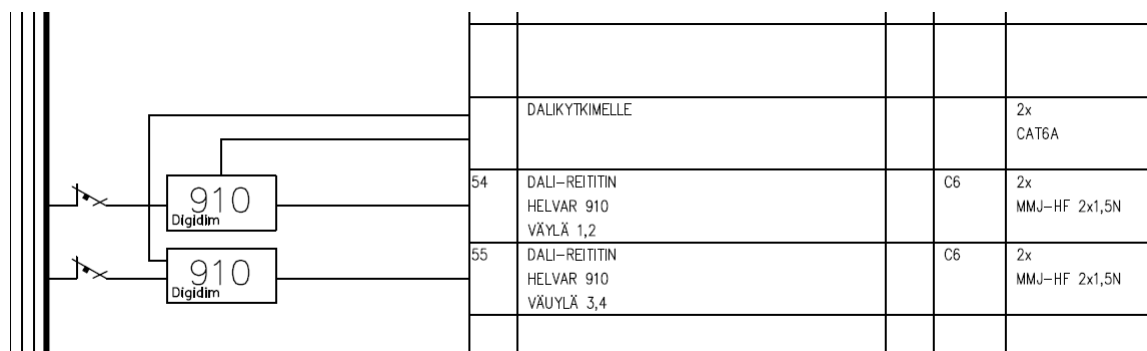 DALIKYTKIMELLE 2x
CAT6A
910 Digidim 54 DALI-REITITIN C6 2x
HELVAR 910 MMJ-HF 2x1,5N
VÄYLÄ 1,2
910 Digidim 55 DALI-REITITIN C6 2x
HELVAR 910 MMJ-HF 2x1,5N
VÄUYLÄ 3,4